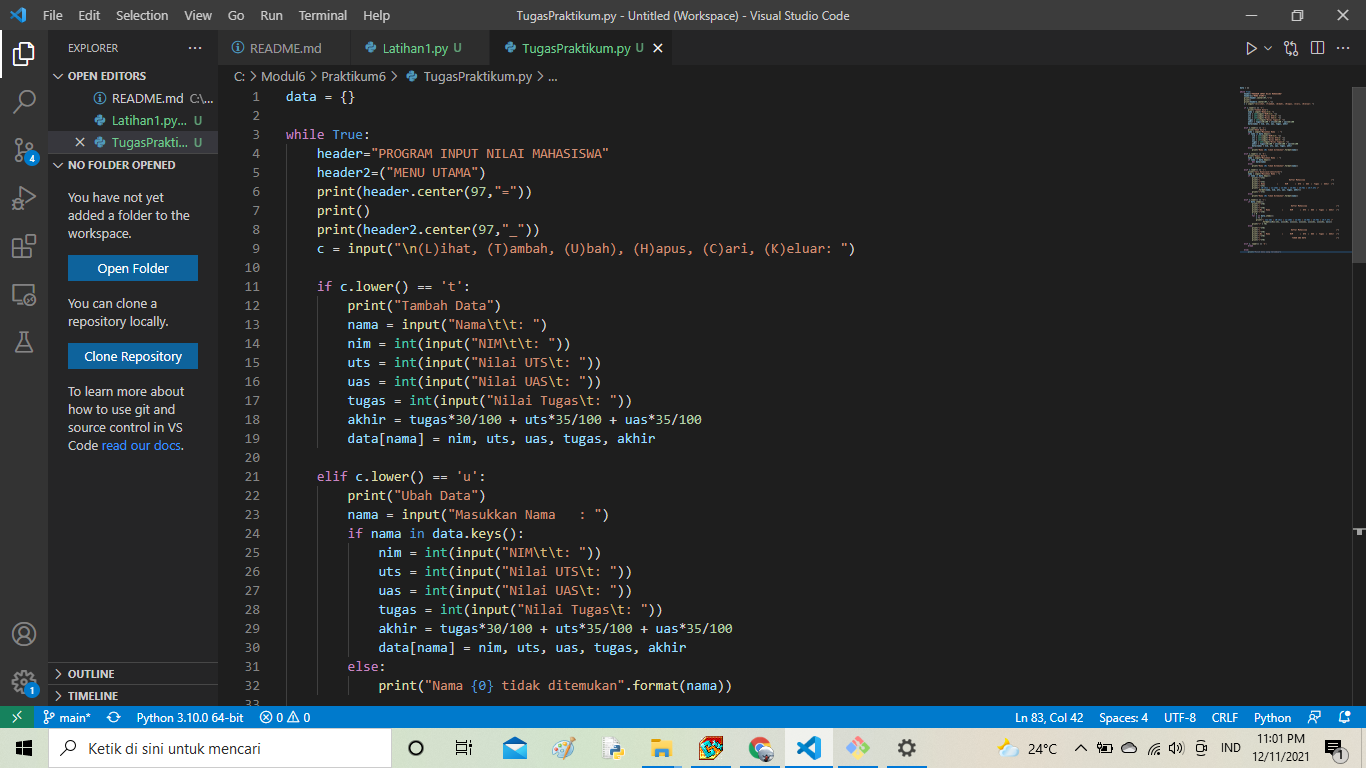 File Edit Selection View Go Run Terminal Help TugasPraktikum.py - Untitled (Workspace) - Visual Studio Code
EXPLORER
OPEN EDITORS
README.md C:\...
Latihan1.py... U
TugasPrakti... U
NO FOLDER OPENED
You have not yet
added a folder to the
workspace.
Open Folder
You can clone a
repository locally.
Clone Repository
To learn more about
how to use git and
source control in VS
Code read our docs.
OUTLINE
TIMELINE
4
1
README.md Latihan1.py U TugasPraktikum.py U
C: > Modul6 > Praktikum6 > TugasPraktikum.py > ...
1 data = {}
2
3 while True:
4 header="PROGRAM INPUT NILAI MAHASISWA"
5 header2=("MENU UTAMA")
6 print(header.center(97,"="))
7 print()
8 print(header2.center(97,"_"))
9 c = input("\n(L)ihat, (T)ambah, (U)bah), (H)apus, (C)ari, (K)eluar: ")
10
11 if c.lower() == 't':
12 print("Tambah Data")
13 nama = input("Nama\t\t: ")
14 nim = int(input("NIM\t\t: "))
15 uts = int(input("Nilai UTS\t: "))
16 uas = int(input("Nilai UAS\t: "))
17 tugas = int(input("Nilai Tugas\t: "))
18 akhir = tugas*30/100 + uts*35/100 + uas*35/100
19 data[nama] = nim, uts, uas, tugas, akhir
20
21 elif c.lower() == 'u':
22 print("Ubah Data")
23 nama = input("Masukkan Nama   : ")
24 if nama in data.keys():
25 nim = int(input("NIM\t\t: "))
26 uts = int(input("Nilai UTS\t: "))
27 uas = int(input("Nilai UAS\t: "))
28 tugas = int(input("Nilai Tugas\t: "))
29 akhir = tugas*30/100 + uts*35/100 + uas*35/100
30 data[nama] = nim, uts, uas, tugas, akhir
31 else:
32 print("Nama {0} tidak ditemukan".format(nama))
33
main* Python 3.10.0 64-bit 0 0 Ln 83, Col 42 Spaces: 4 UTF-8 CRLF Python
Ketik di sini untuk mencari 24°C IND 11:01 PM
12/11/2021 1